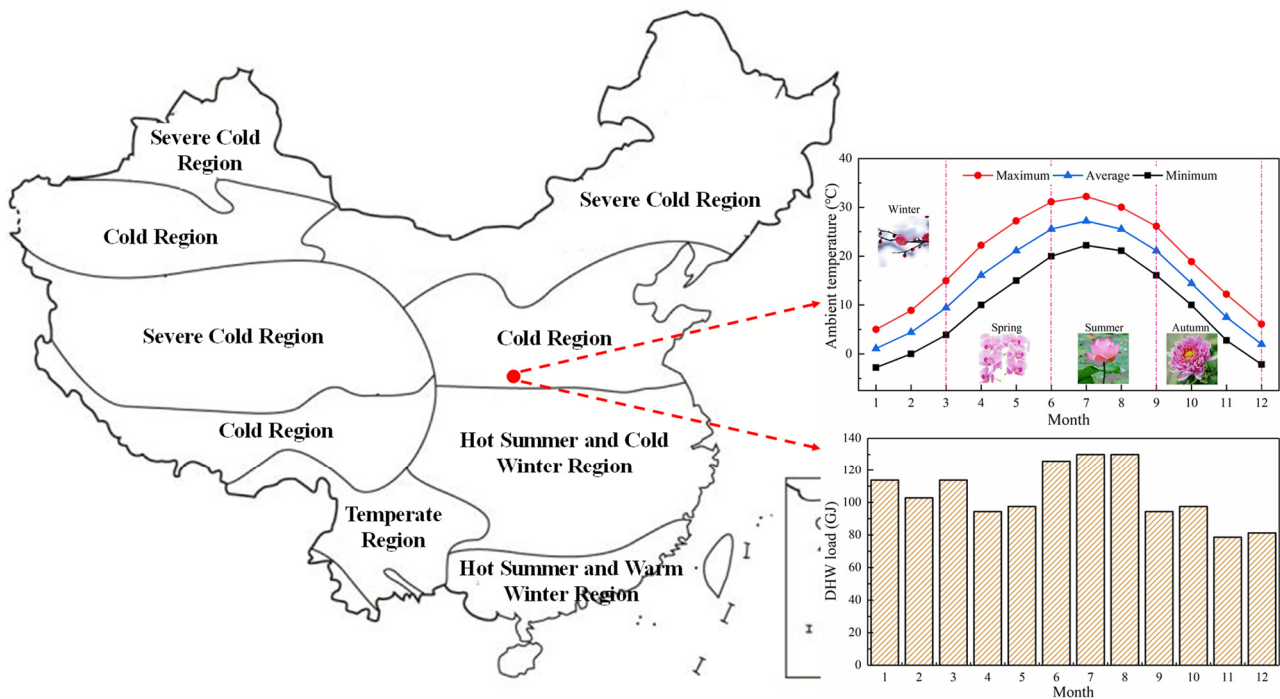 Severe Cold
Region
Severe Cold Region
Cold Region
Severe Cold Region
Cold Region
Cold Region
Hot Summer and Cold
Winter Region
Temperate
Region
Hot Summer and Warm
Winter Region
40
30
20
10
0
Ambient temperature (℃)
Maximum
Average
Minimum
Winter
Spring
Summer
Autumn
1 2 3 4 5 6 7 8 9 10 11 12
Month
140
120
100
80
60
40
20
0
DHW load (GJ)
1 2 3 4 5 6 7 8 9 10 11 12
Month